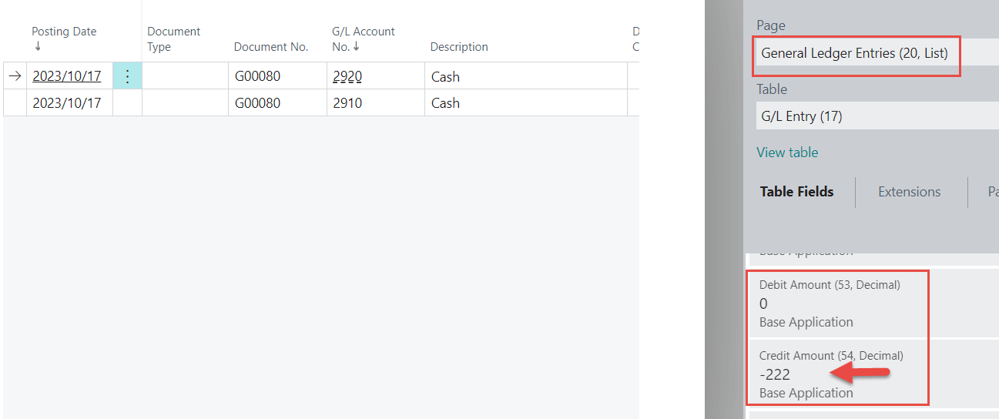 Posting Date
Document Type
Document No.
G/L Account No.
Description
D
C
2023/10/17 G00080 2920 Cash
2023/10/17 G00080 2910 Cash
Page
General Ledger Entries (20, List)
Table
G/L Entry (17)
View table
Table Fields Extensions Pa
Base Application
Debit Amount (53, Decimal)
0
Base Application
Credit Amount (54, Decimal)
-222
Base Application